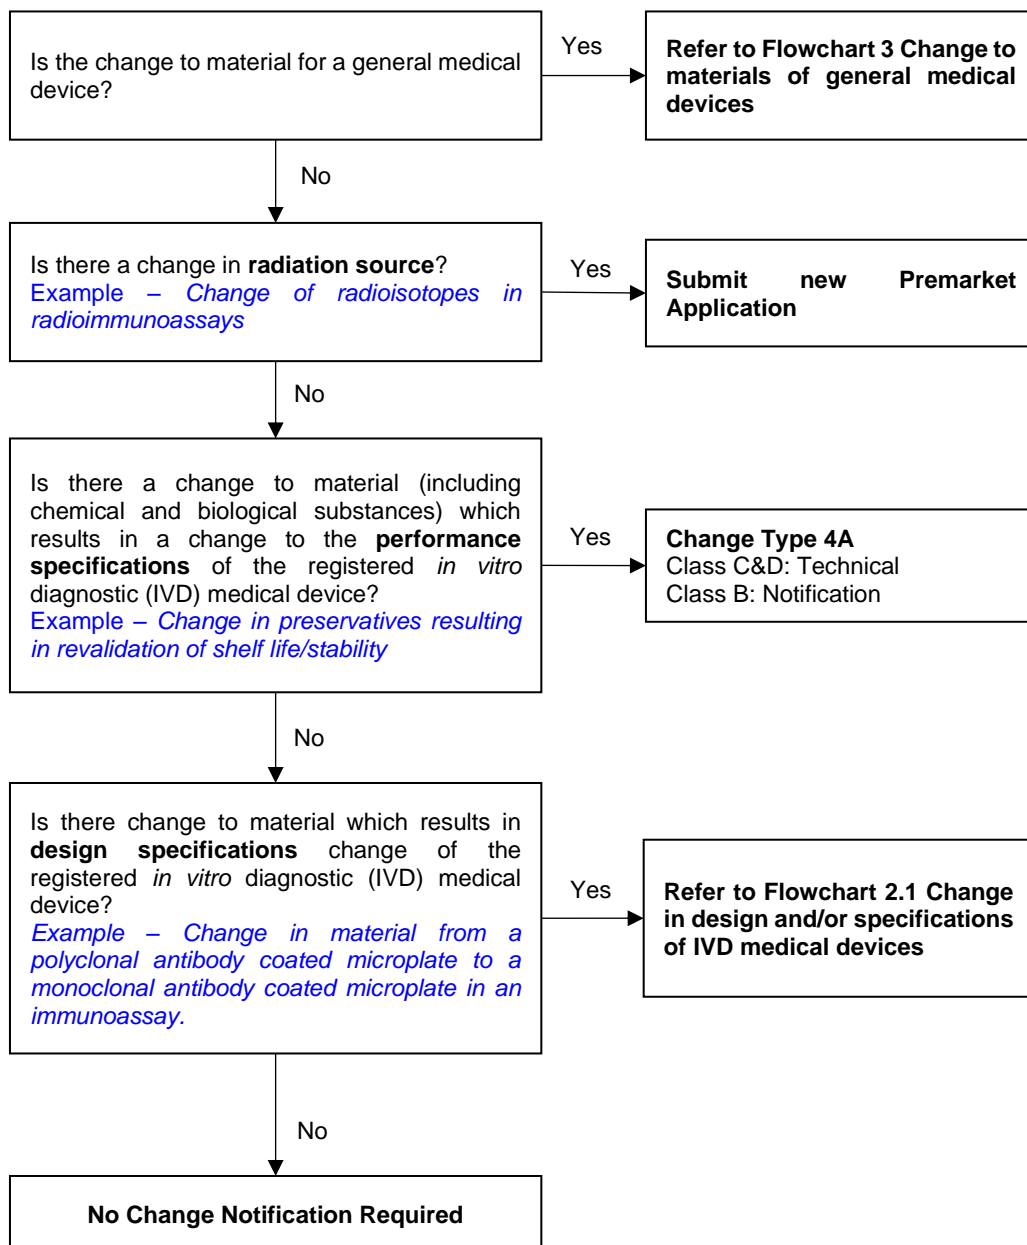 Is the change to material for a general medical
device?
Yes
Refer to Flowchart 3 Change to
materials of general medical
devices
No
Is there a change in radiation source?
Example – Change of radioisotopes in
radioimmunoassays
Yes
Submit new Premarket
Application
No
Is there a change to material (including
chemical and biological substances) which
results in a change to the performance
specifications of the registered in vitro
diagnostic (IVD) medical device?
Example – Change in preservatives resulting
in revalidation of shelf life/stability
Yes
Change Type 4A
Class C&D: Technical
Class B: Notification
No
Is there change to material which results in
design specifications change of the
registered in vitro diagnostic (IVD) medical
device?
Example – Change in material from a
polyclonal antibody coated microplate to a
monoclonal antibody coated microplate in an
immunoassay.
Yes
Refer to Flowchart 2.1 Change
in design and/or specifications
of IVD medical devices
No
No Change Notification Required